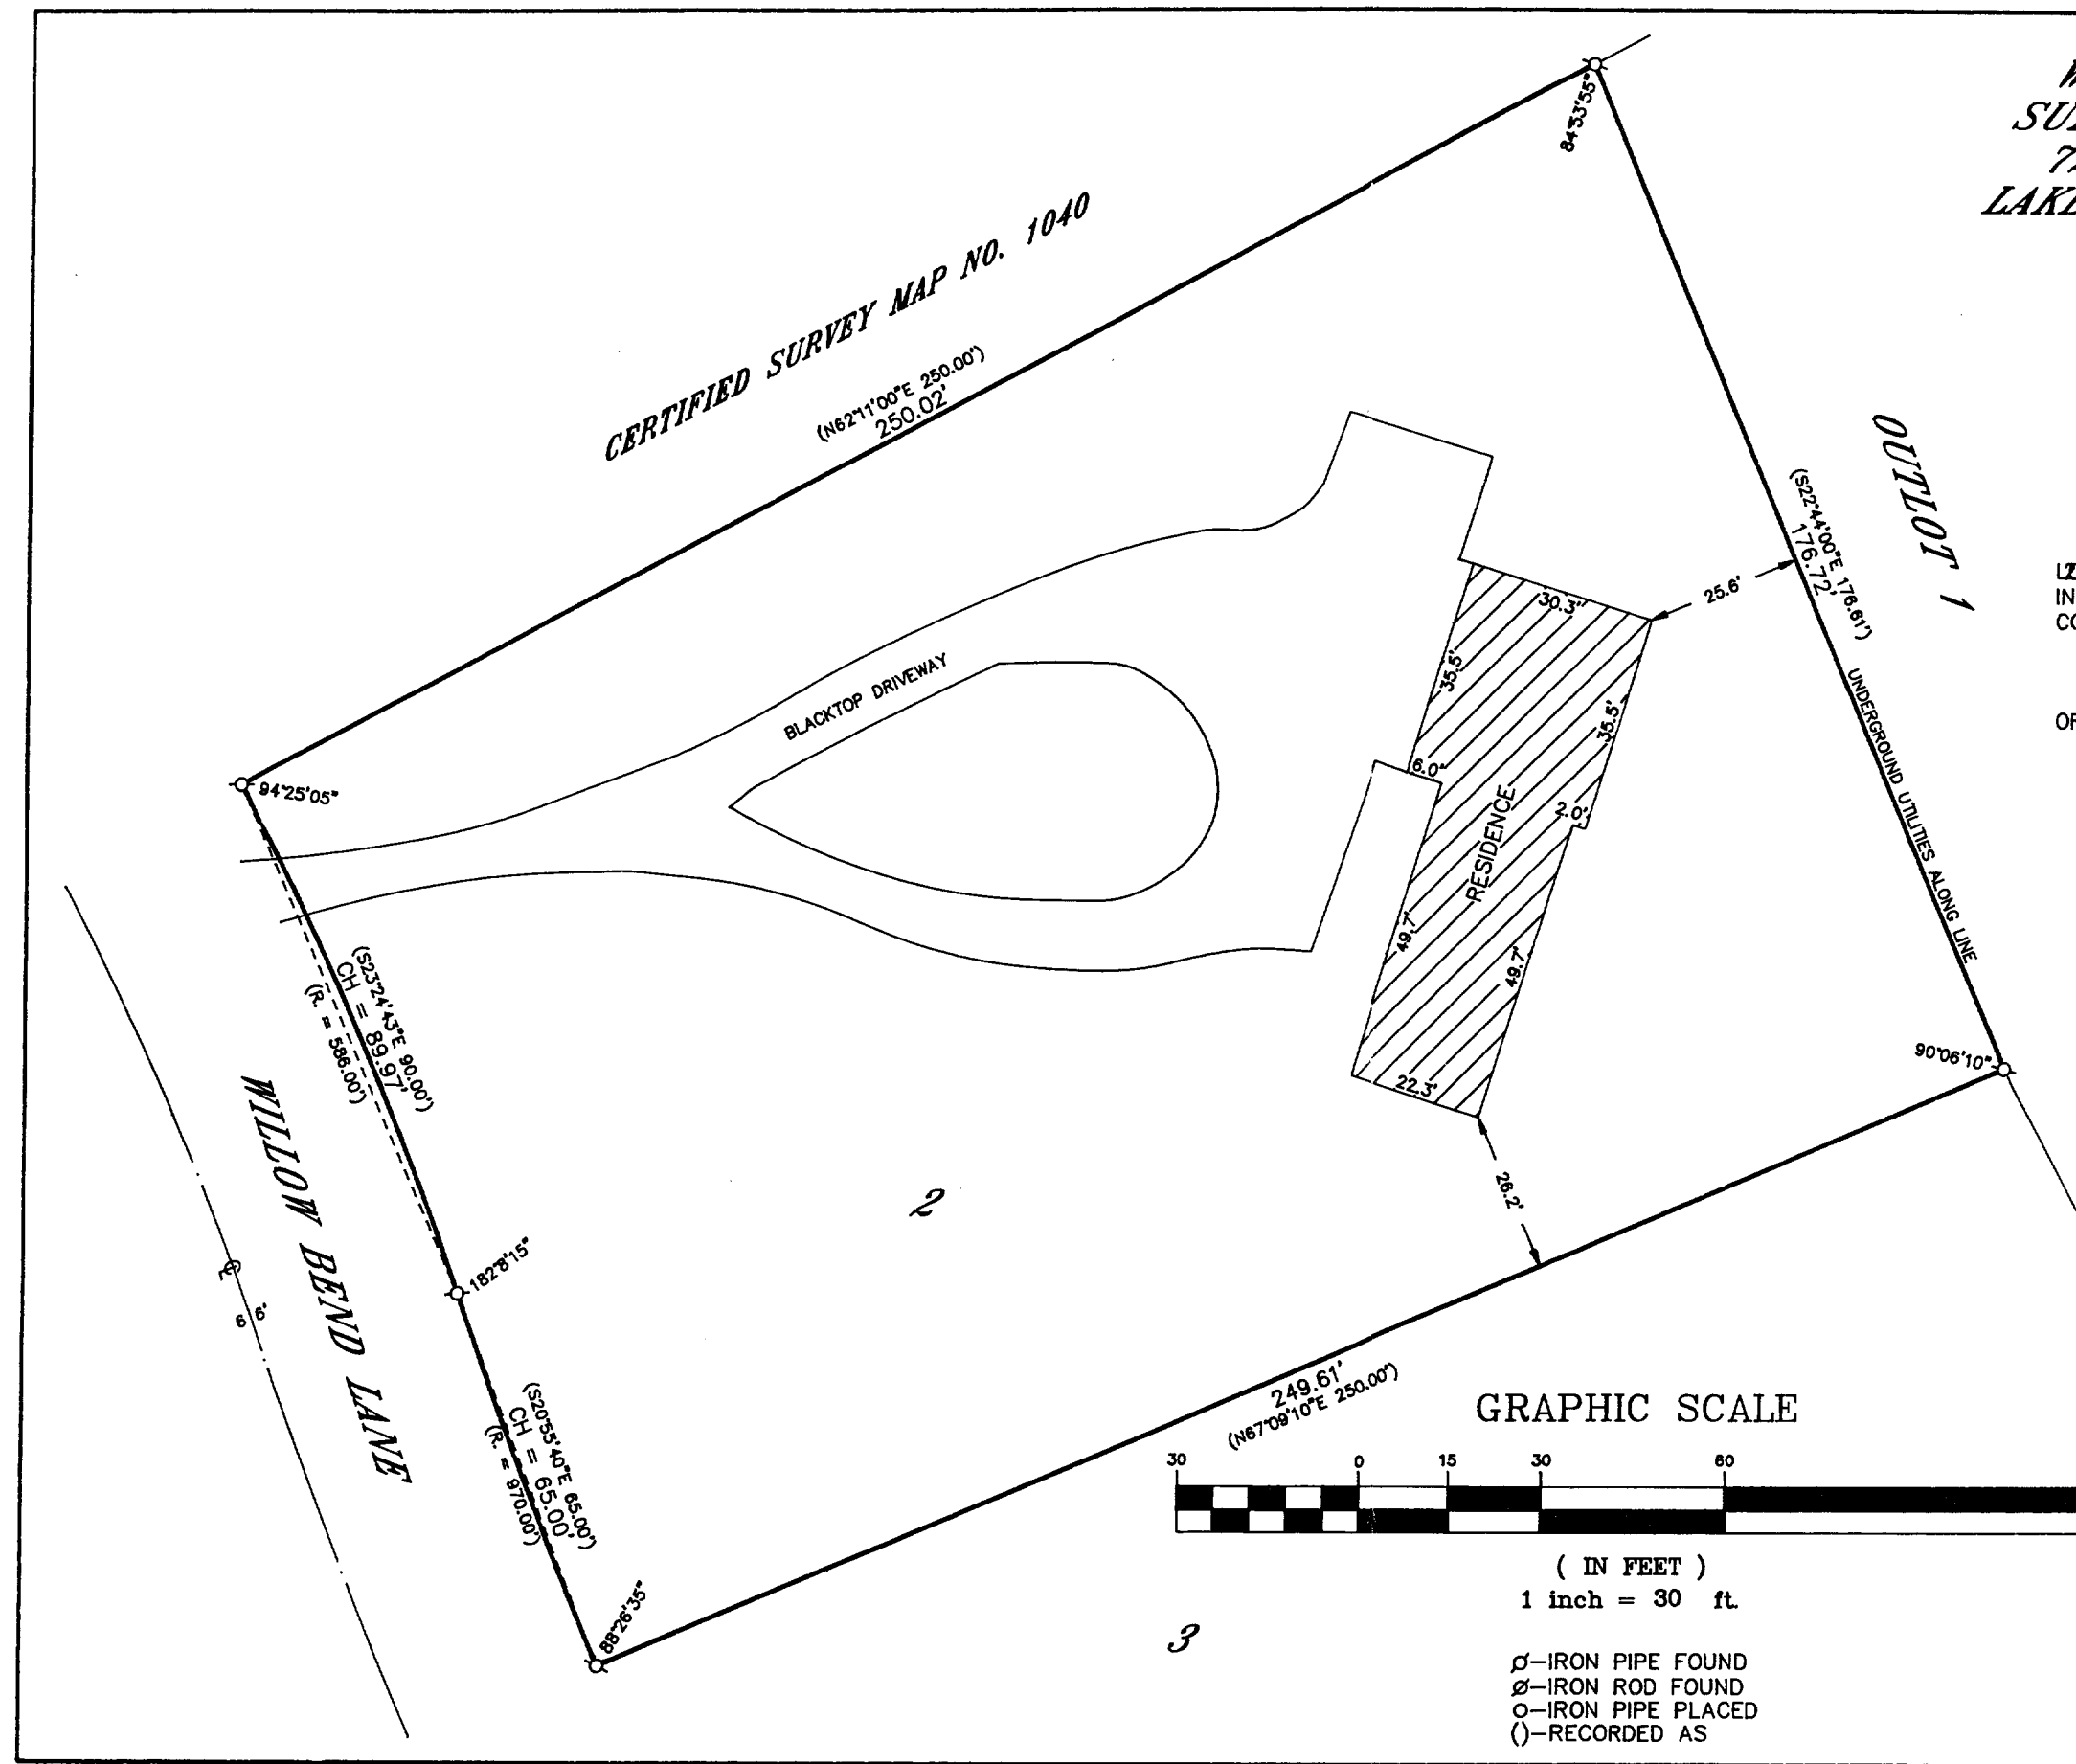 SU
LAKE
CERTIFIED SURVEY MAP NO. 1040
(N62°11'00"E 250.00')
250.02'
84°53'55"
OUTLOT 1
(S22°44'00"E 176.61')
176.72'
UNDERGROUND UTILITIES ALONG LINE
IN
CO
OF
25.6'
30.3'
35.5'
35.5'
6.0'
2.0'
RESIDENCE
49.7'
49.7'
22.3'
26.2'
BLACKTOP DRIVEWAY
94°25'05"
90°06'10"
(S23°24'43"E 90.00')
CH = 89.97'
(R. = 586.00')
WILLOW BEND LANE
66'
2
182°8'15"
(S20°55'40"E 65.00')
CH = 65.00'
(R. = 970.00')
88°26'35"
249.61'
(N67°09'10"E 250.00')
3
GRAPHIC SCALE
30 0 15 30 60
( IN FEET )
1 inch = 30 ft.
-IRON PIPE FOUND
-IRON ROD FOUND
O-IRON PIPE PLACED
()-RECORDED AS